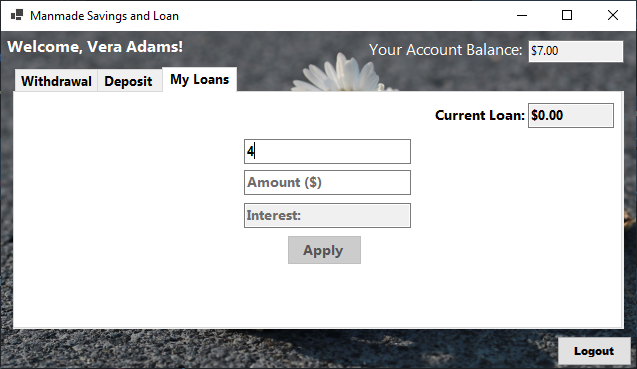 Manmade Savings and Loan
Welcome, Vera Adams!
Your Account Balance: $7.00
Withdrawal Deposit My Loans
Current Loan: $0.00
4
Amount ($)
Interest:
Apply
Logout